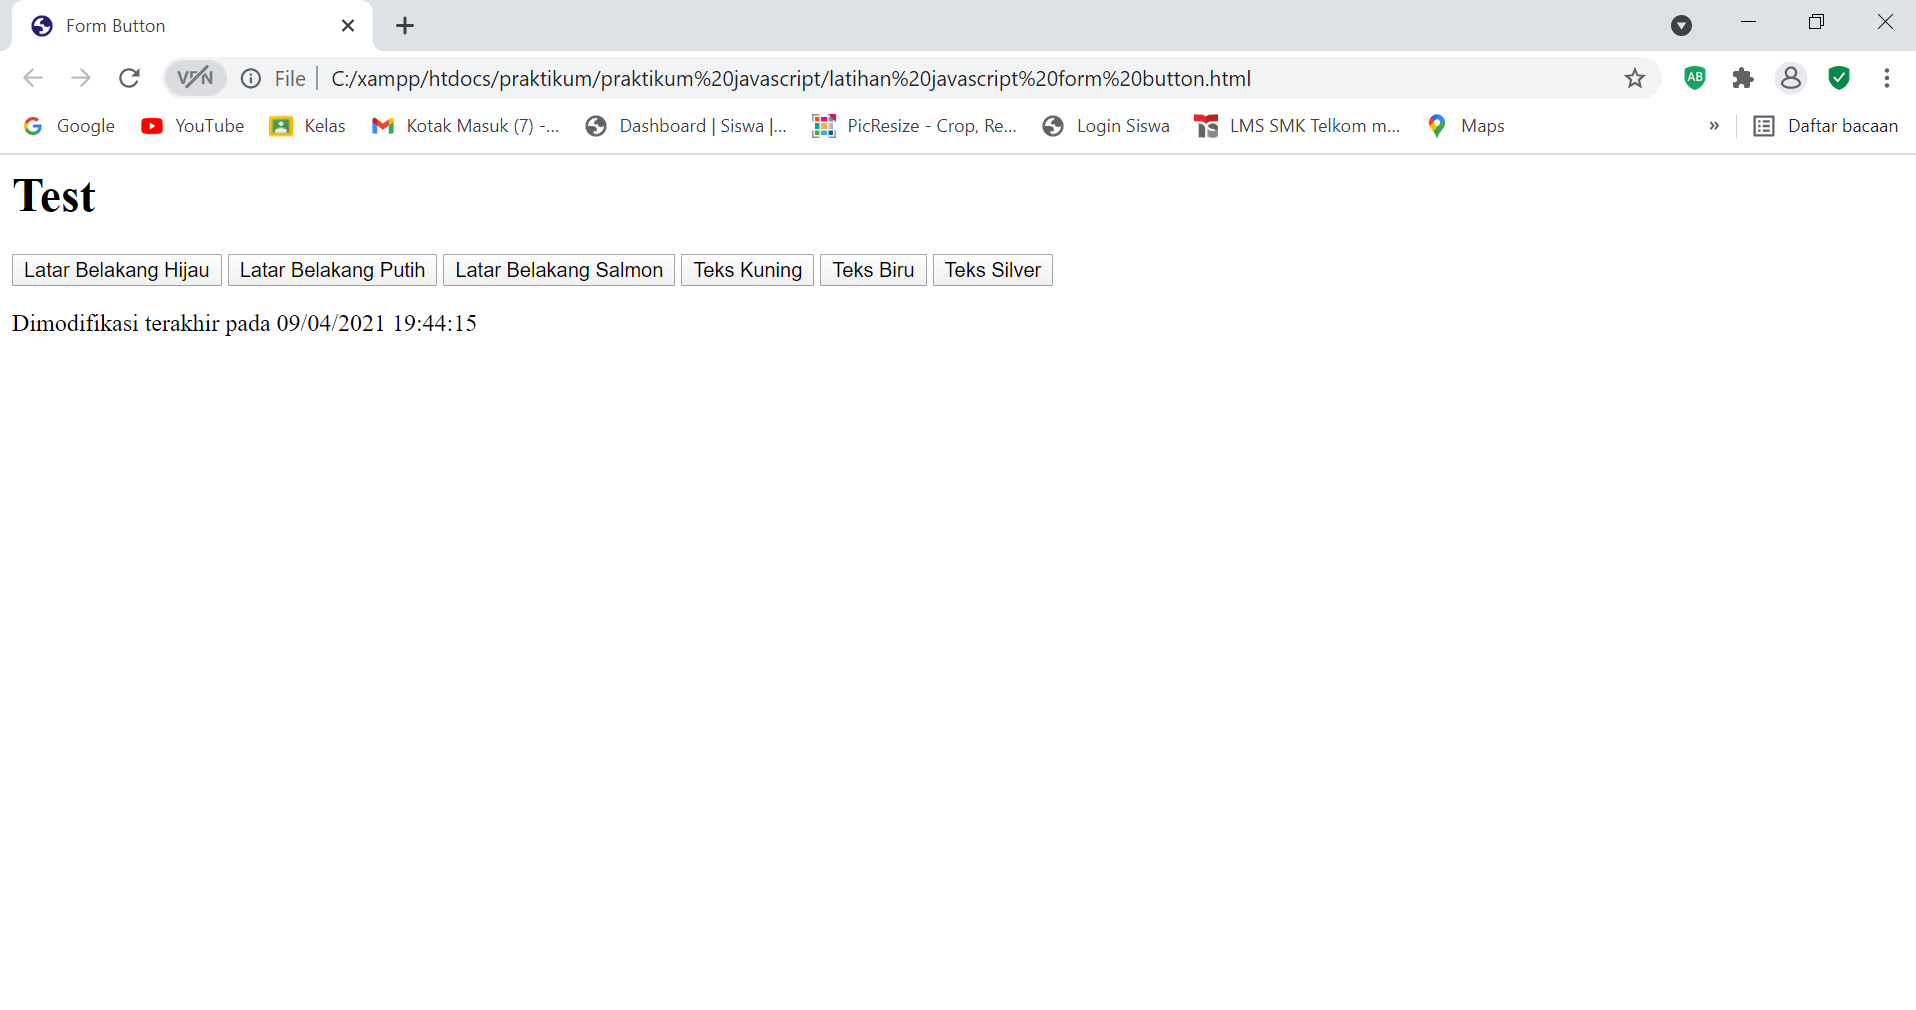 Form Button
VPN File C:/xampp/htdocs/praktikum/praktikum%20javascript/latihan%20javascript%20form%20button.html AB
Google YouTube Kelas Kotak Masuk (7) -... Dashboard | Siswa |... PicResize - Crop, Re... Login Siswa LMS SMK Telkom m... Maps » Daftar bacaan
Test
Latar Belakang Hijau Latar Belakang Putih Latar Belakang Salmon Teks Kuning Teks Biru Teks Silver
Dimodifikasi terakhir pada 09/04/2021 19:44:15